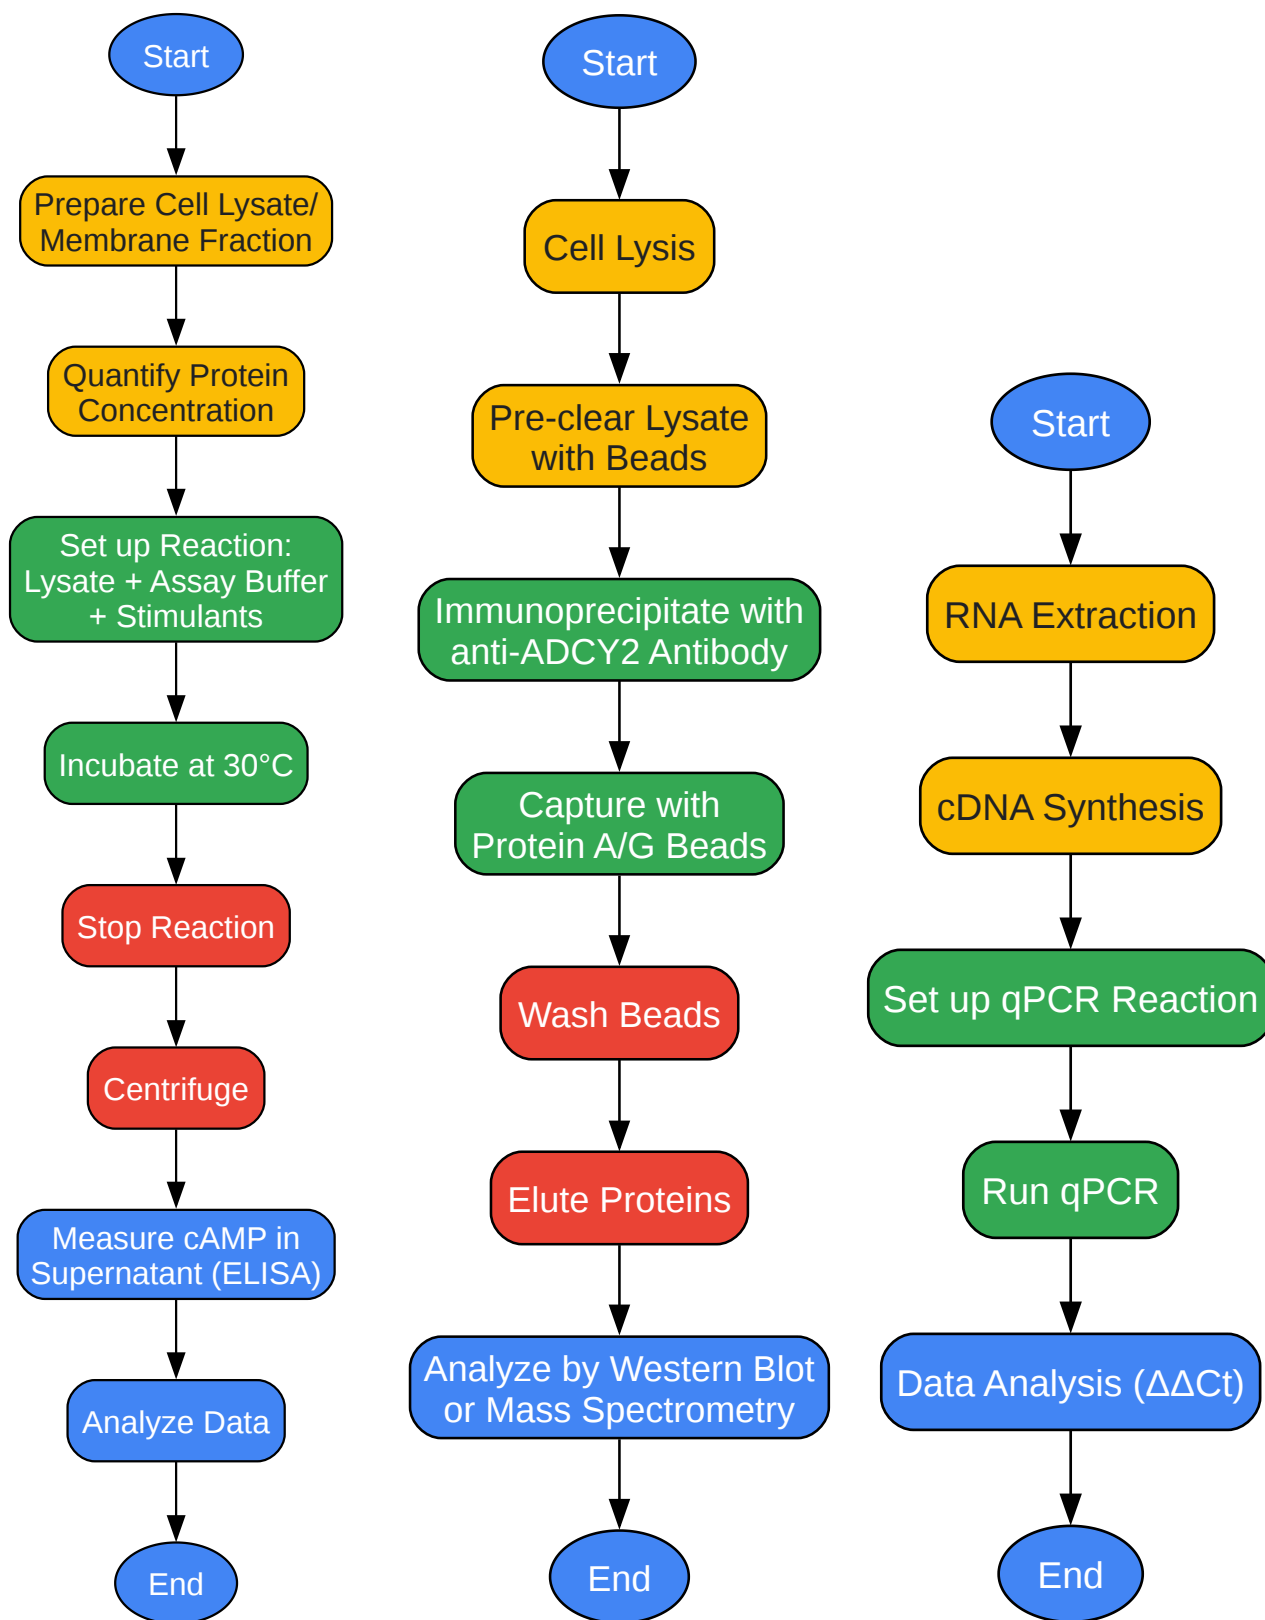 Start
Prepare Cell Lysate/
Membrane Fraction
Quantify Protein
Concentration
Set up Reaction:
Lysate + Assay Buffer
+ Stimulants
Incubate at 30°C
Stop Reaction
Centrifuge
Measure cAMP in
Supernatant (ELISA)
Analyze Data
End
Start
Cell Lysis
Pre-clear Lysate
with Beads
Immunoprecipitate with
anti-ADCY2 Antibody
Capture with
Protein A/G Beads
Wash Beads
Elute Proteins
Analyze by Western Blot
or Mass Spectrometry
End
Start
RNA Extraction
cDNA Synthesis
Set up qPCR Reaction
Run qPCR
Data Analysis (ΔΔCt)
End